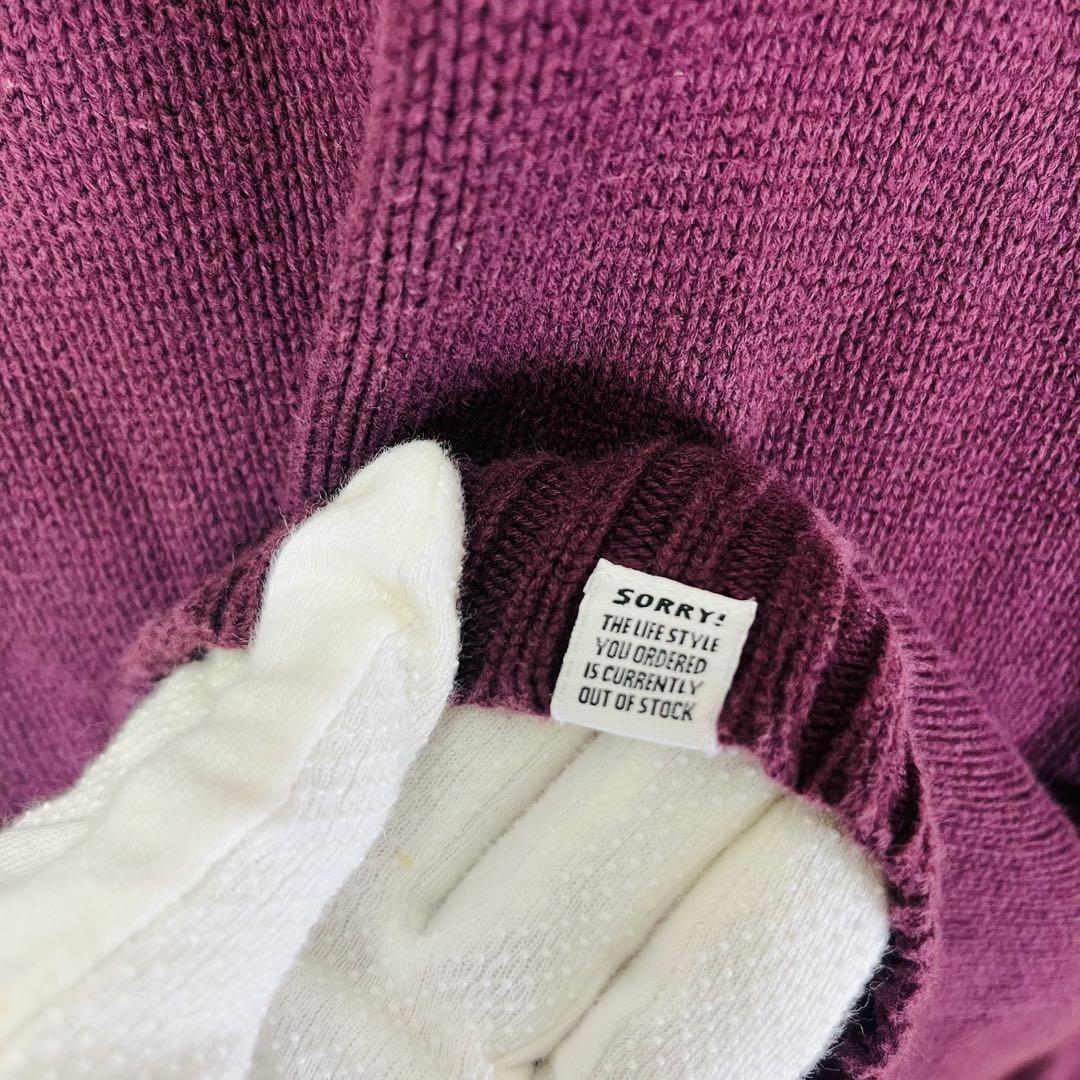 SORRY!
THE LIFE STYLE
YOU ORDERED
IS CURRENTLY
OUT OF STOCK